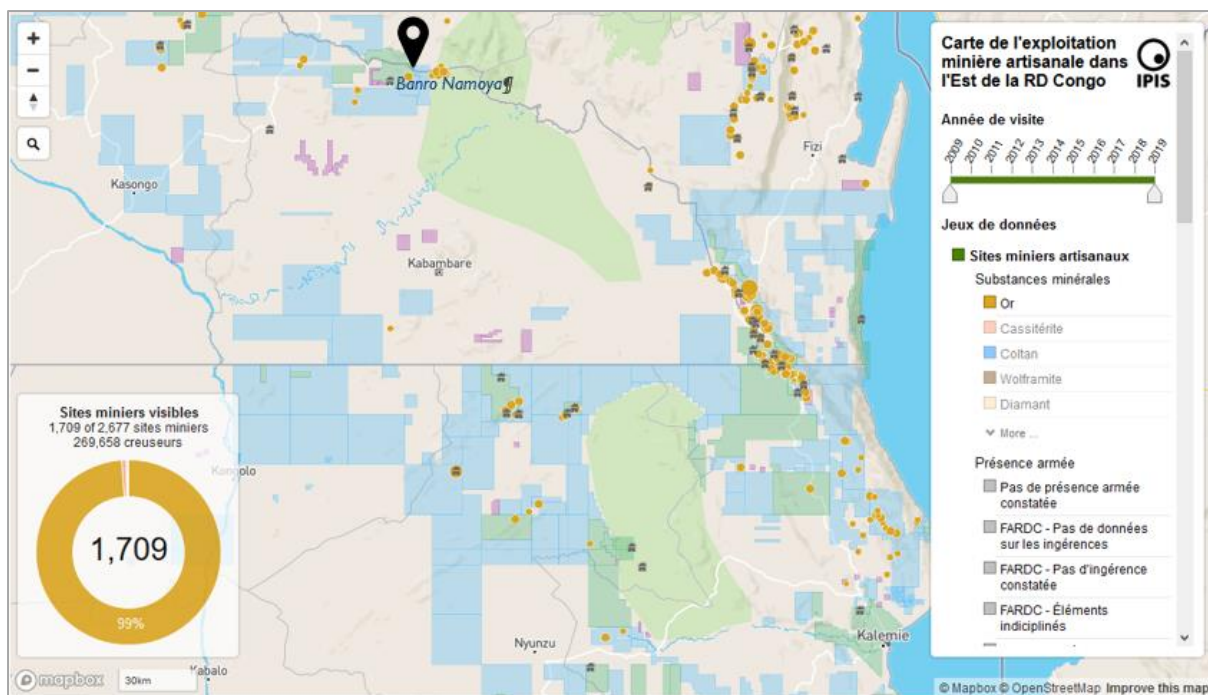 +
−
Banro Namoya¶
Kasongo
Fizi
Kabambare
Kongolo
Nyunzu
Kalemie
Kabalo
Sites miniers visibles
1,709 of 2,677 sites miniers
269,658 creuseurs
1,709
99%
mapbox
30km
Carte de l'exploitation
minière artisanale dans
l'Est de la RD Congo
IPIS
Année de visite
2009
2010
2011
2012
2013
2014
2015
2016
2017
2018
2019
Jeux de données
Sites miniers artisanaux
Substances minérales
Or
Cassitérite
Coltan
Wolframite
Diamant
More ...
Présence armée
Pas de présence armée
constatée
FARDC - Pas de données
sur les ingérences
FARDC - Pas d'ingérence
constatée
FARDC - Éléments
indiciplinés
© Mapbox © OpenStreetMap Improve this map